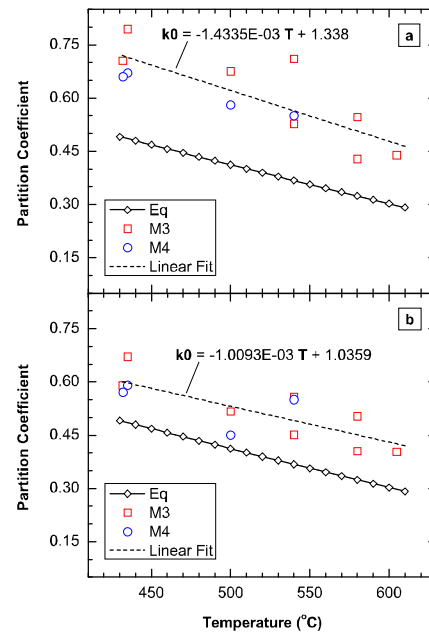 k0 = -1.4335E-03 T + 1.338
a
0.75
0.60
0.45
0.30
0.15
Partition Coefficient
Eq
M3
M4
Linear Fit
b
k0 = -1.0093E-03 T + 1.0359
0.75
0.60
0.45
0.30
0.15
Partition Coefficient
Eq
M3
M4
Linear Fit
450 500 550 600
Temperature (°C)